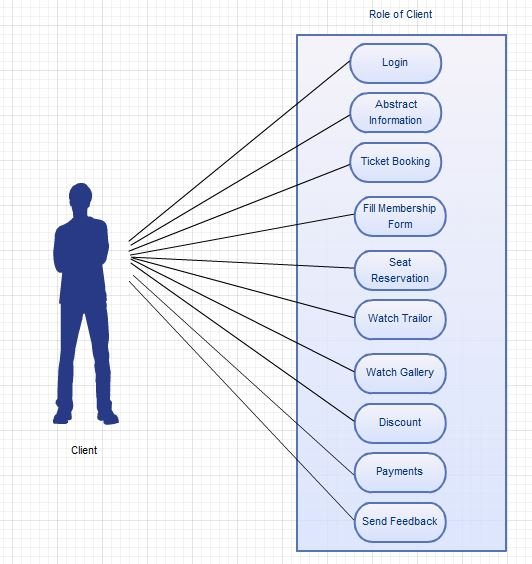 Role of Client
Login
Abstract
Information
Ticket Booking
Fill Membership
Form
Seat
Reservation
Watch Trailor
Watch Gallery
Discount
Payments
Send Feedback
Client